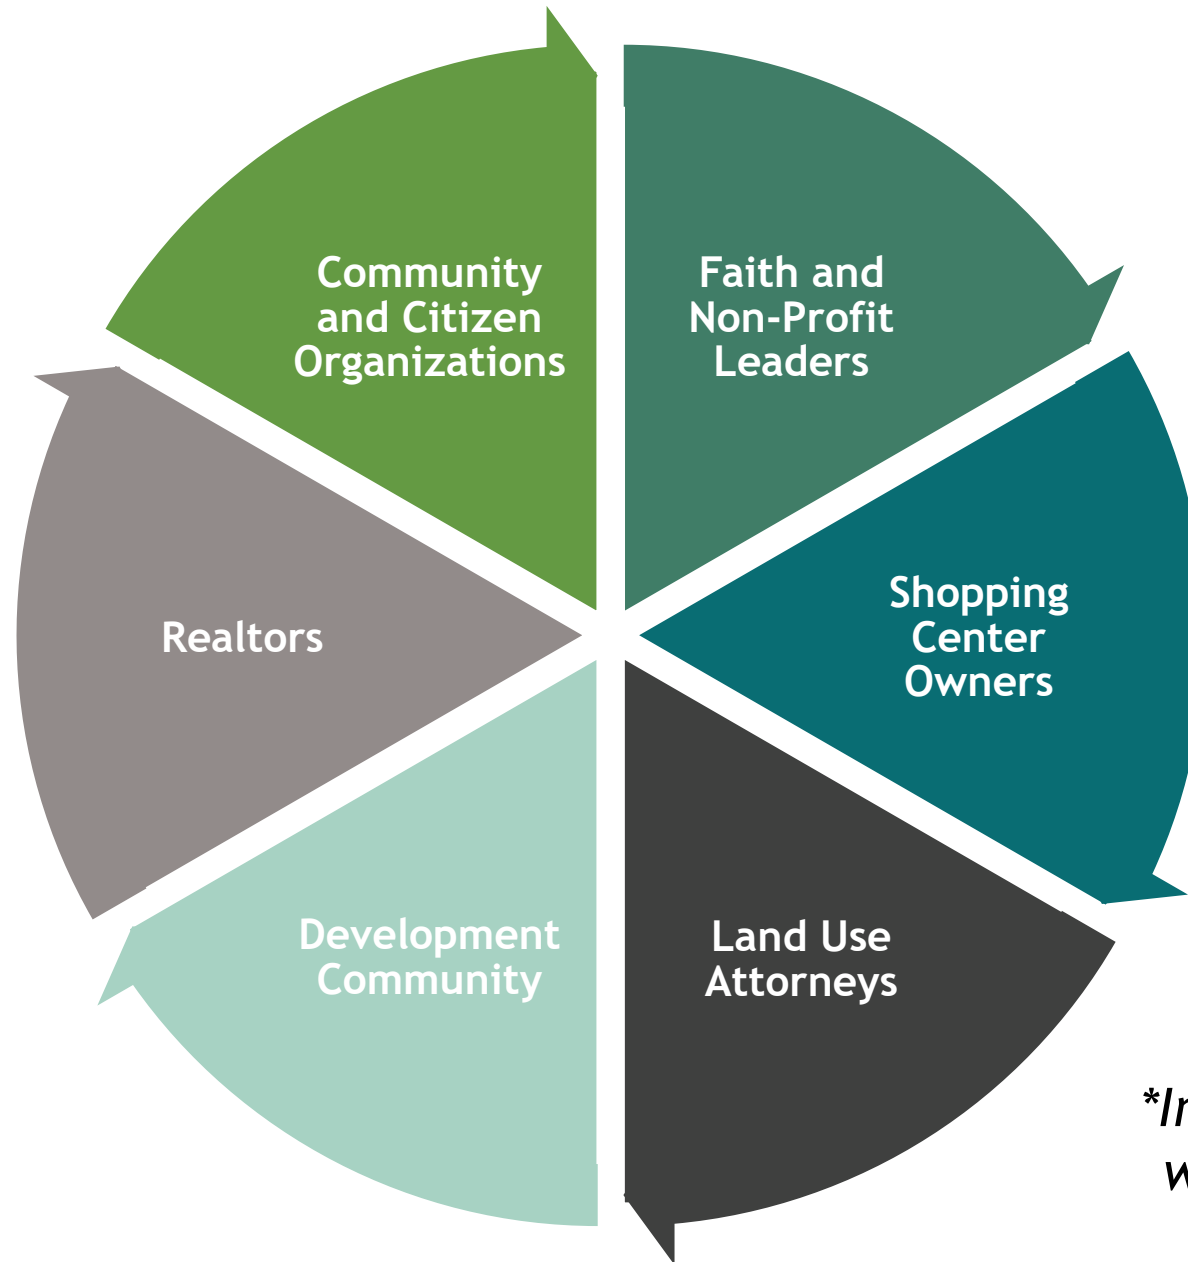 Community
and Citizen
Organizations
Faith and
Non-Profit
Leaders
Shopping
Center
Owners
Land Use
Attorneys
Development
Community
Realtors